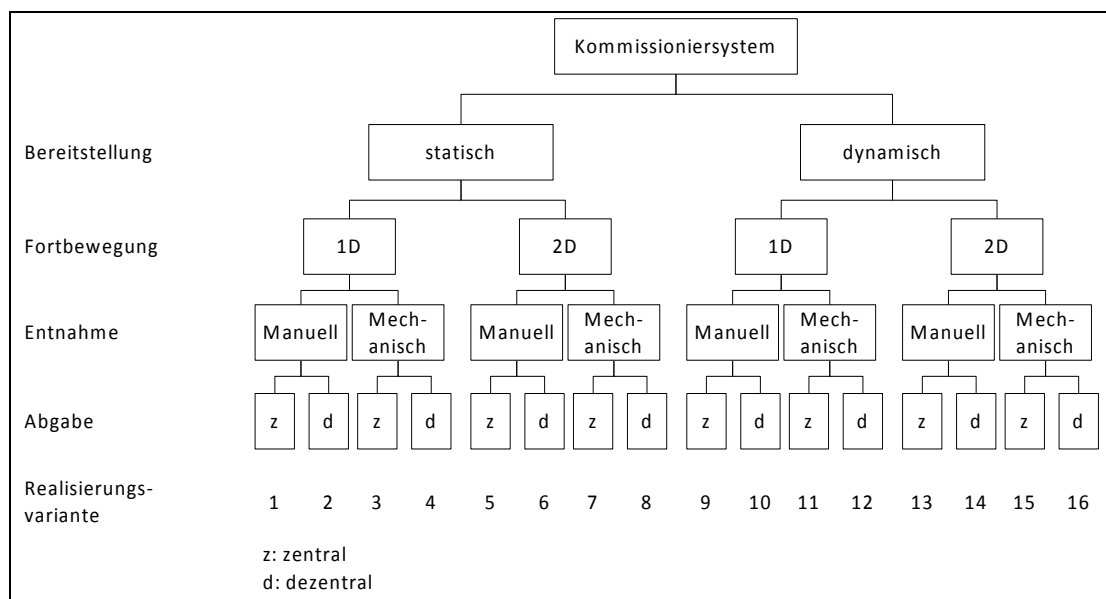 Kommissioniersystem
Bereitstellung
statisch
dynamisch
Fortbewegung
1D
2D
1D
2D
Entnahme
Manuell
Mech-
anisch
Manuell
Mech-
anisch
Manuell
Mech-
anisch
Manuell
Mech-
anisch
Abgabe
z
d
z
d
z
d
z
d
z
d
z
d
z
d
z
d
Realisierungs-
variante
1
2
3
4
5
6
7
8
9
10
11
12
13
14
15
16
z: zentral
d: dezentral